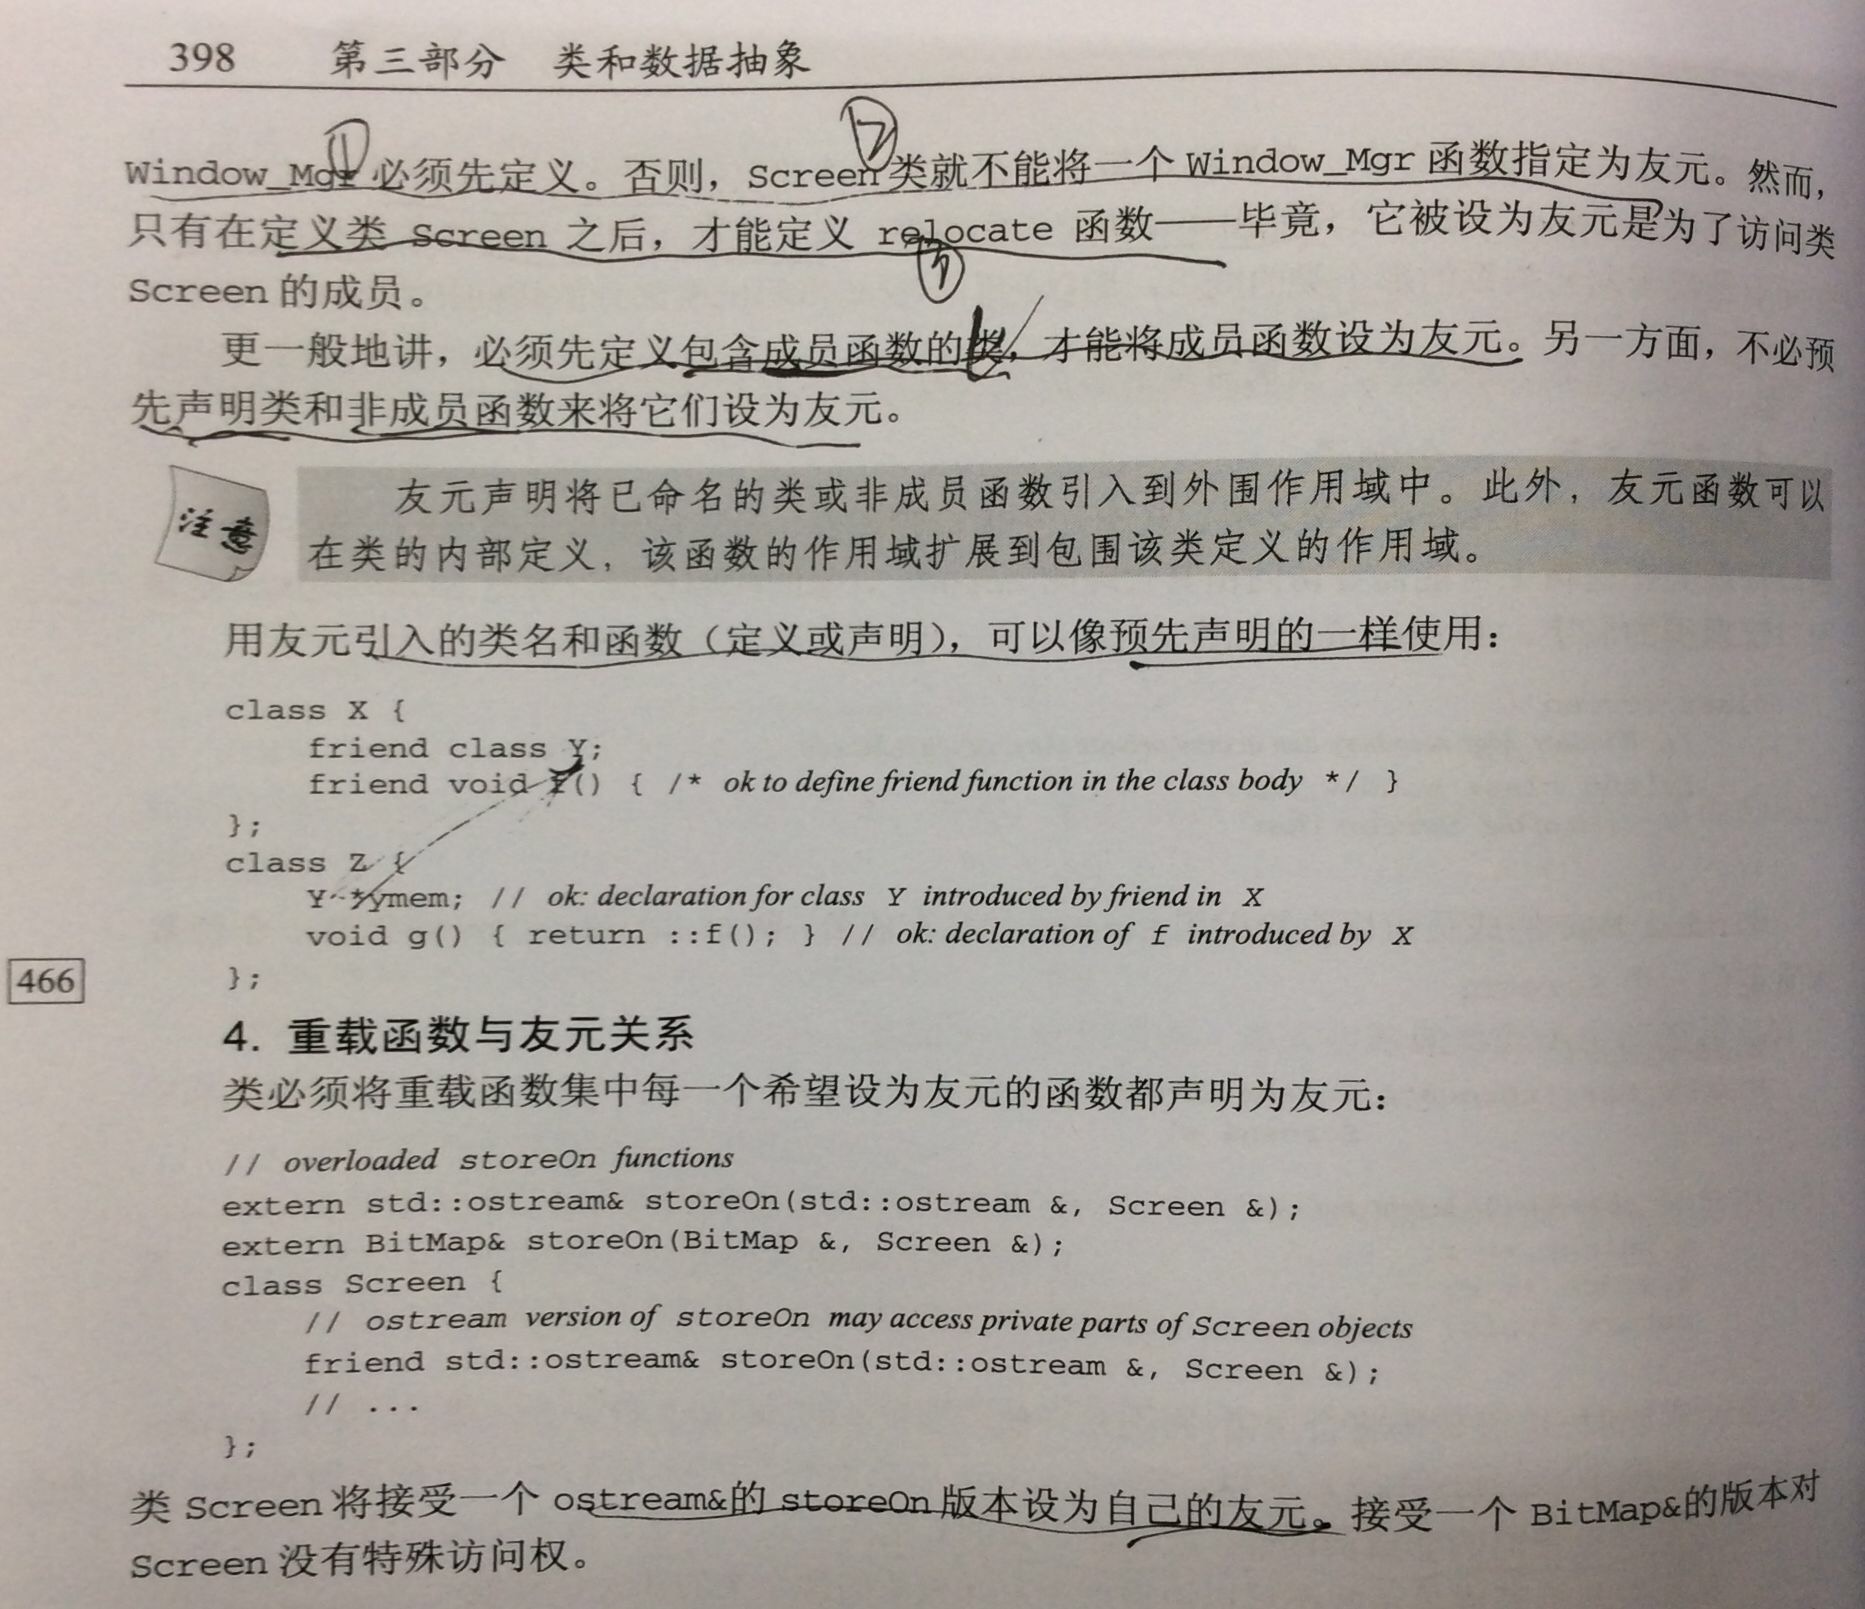 398 第三部分 类和数据抽象
① ②
Window_Mgr 必须先定义。否则，Screen 类就不能将一个 Window_Mgr 函数指定为友元。然而，
只有在定义类 Screen 之后，才能定义 relocate 函数——毕竟，它被设为友元是为了访问类
③
Screen 的成员。
更一般地讲，必须先定义包含成员函数的类，才能将成员函数设为友元。另一方面，不必预
先声明类和非成员函数来将它们设为友元。
注意
友元声明将已命名的类或非成员函数引入到外围作用域中。此外，友元函数可以
在类的内部定义，该函数的作用域扩展到包围该类定义的作用域。
用友元引入的类名和函数（定义或声明），可以像预先声明的一样使用：
class X {
friend class Y;
friend void f() { /* ok to define friend function in the class body */ }
};
class Z {
Y *ymem; // ok: declaration for class Y introduced by friend in X
void g() { return ::f(); } // ok: declaration of f introduced by X
};
466
4. 重载函数与友元关系
类必须将重载函数集中每一个希望设为友元的函数都声明为友元：
// overloaded storeOn functions
extern std::ostream& storeOn(std::ostream &, Screen &);
extern BitMap& storeOn(BitMap &, Screen &);
class Screen {
// ostream version of storeOn may access private parts of Screen objects
friend std::ostream& storeOn(std::ostream &, Screen &);
// ...
};
类 Screen 将接受一个 ostream&的 storeOn 版本设为自己的友元。接受一个 BitMap&的版本对
Screen 没有特殊访问权。